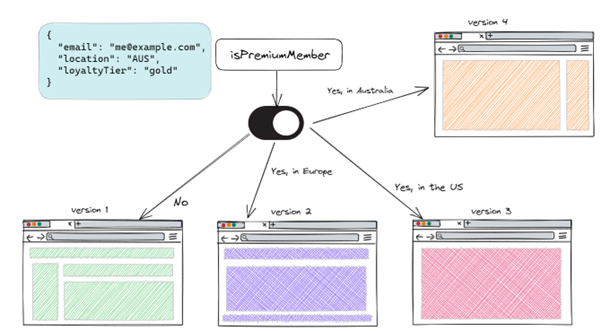 {
"email": "me@example.com",
"location": "AUS",
"loyaltyTier": "gold"
}
isPremiumMember
version 4
Yes, in Australia
Yes, in Europe
Yes, in the US
No
version 1
version 2
version 3